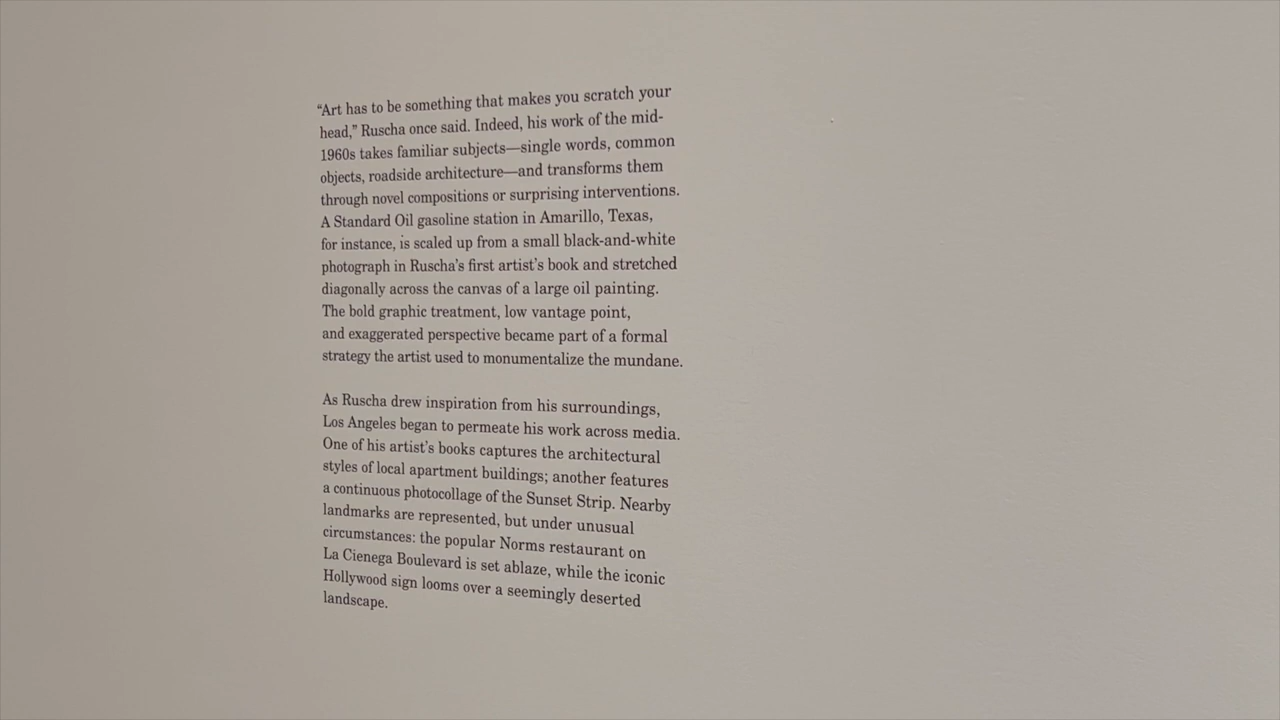 “Art has to be something that makes you scratch your
head,” Ruscha once said. Indeed, his work of the mid-
1960s takes familiar subjects—single words, common
objects, roadside architecture—and transforms them
through novel compositions or surprising interventions.
A Standard Oil gasoline station in Amarillo, Texas,
for instance, is scaled up from a small black-and-white
photograph in Ruscha’s first artist’s book and stretched
diagonally across the canvas of a large oil painting.
The bold graphic treatment, low vantage point,
and exaggerated perspective became part of a formal
strategy the artist used to monumentalize the mundane.
As Ruscha drew inspiration from his surroundings,
Los Angeles began to permeate his work across media.
One of his artist’s books captures the architectural
styles of local apartment buildings; another features
a continuous photocollage of the Sunset Strip. Nearby
landmarks are represented, but under unusual
circumstances: the popular Norms restaurant on
La Cienega Boulevard is set ablaze, while the iconic
Hollywood sign looms over a seemingly deserted
landscape.